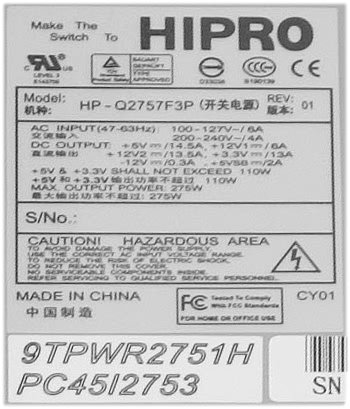 Make The
Switch To HIPRO
Model: HP-Q2757F3P (开关电源) REV: 01
机种: 版本:
AC INPUT(47-63Hz): 100-127V~/6A
交流输入 200-240V~/4A
DC OUTPUT: +5V⎓/14.5A, +12V1⎓/6A
直流输出 +12V2⎓/13.5A, +3.3V⎓/13A
-12V⎓/0.3A, +5VSB⎓/2A
+5V & +3.3V SHALL NOT EXCEED 110W
+5V 和 +3.3V 输出功率不超过: 110W
MAX. OUTPUT POWER: 275W
最大输出功率不超过: 275W
S/No.:
CAUTION! HAZARDOUS AREA
TO AVOID DAMAGE TO COMPUTER,
USE THE CORRECT AC INPUT VOLTAGE RANGE.
TO REDUCE THE RISK OF ELECTRIC SHOCK,
DO NOT REMOVE THIS COVER.
NO SERVICEABLE COMPONENTS INSIDE.
REFER SERVICING TO QUALIFIED SERVICE PERSONNEL.
MADE IN CHINA
中国制造
FC Tested To Comply
With FCC Standards
FOR HOME OR OFFICE USE
CY01
9TPWR2751H
PC45I2753
SN